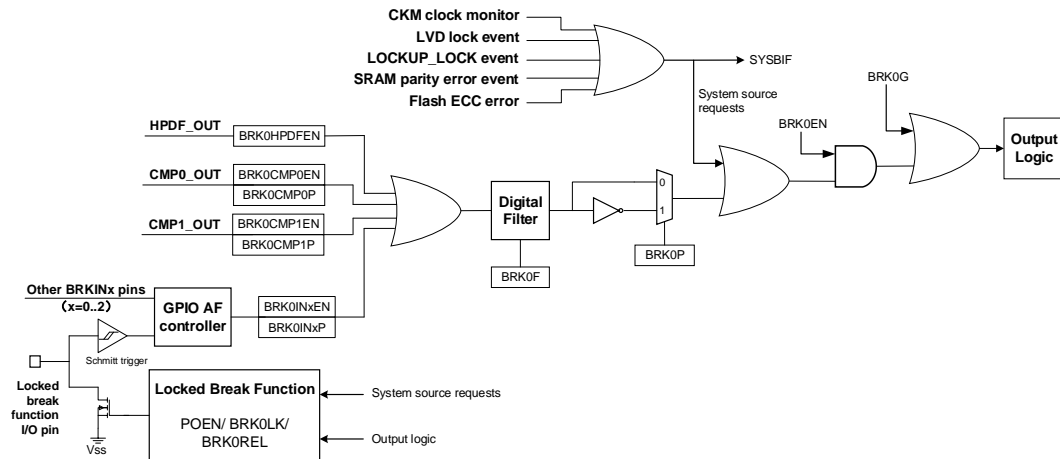 CKM clock monitor
LVD lock event
LOCKUP_LOCK event
SRAM parity error event
Flash ECC error
SYSBIF
System source
requests
BRK0G
BRK0EN
Output
Logic
HPDF_OUT
BRK0HPDFEN
CMP0_OUT
BRK0CMP0EN
BRK0CMP0P
CMP1_OUT
BRK0CMP1EN
BRK0CMP1P
Digital
Filter
0
1
BRK0F
BRK0P
Other BRKINx pins
(x=0..2)
GPIO AF
controller
BRK0INxEN
BRK0INxP
Schmitt trigger
Locked
break
function
I/O pin
Vss
Locked Break Function
POEN/ BRK0LK/
BRK0REL
System source requests
Output logic